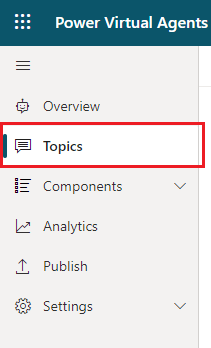 Power Virtual Agents
Overview
Topics
Components
Analytics
Publish
Settings